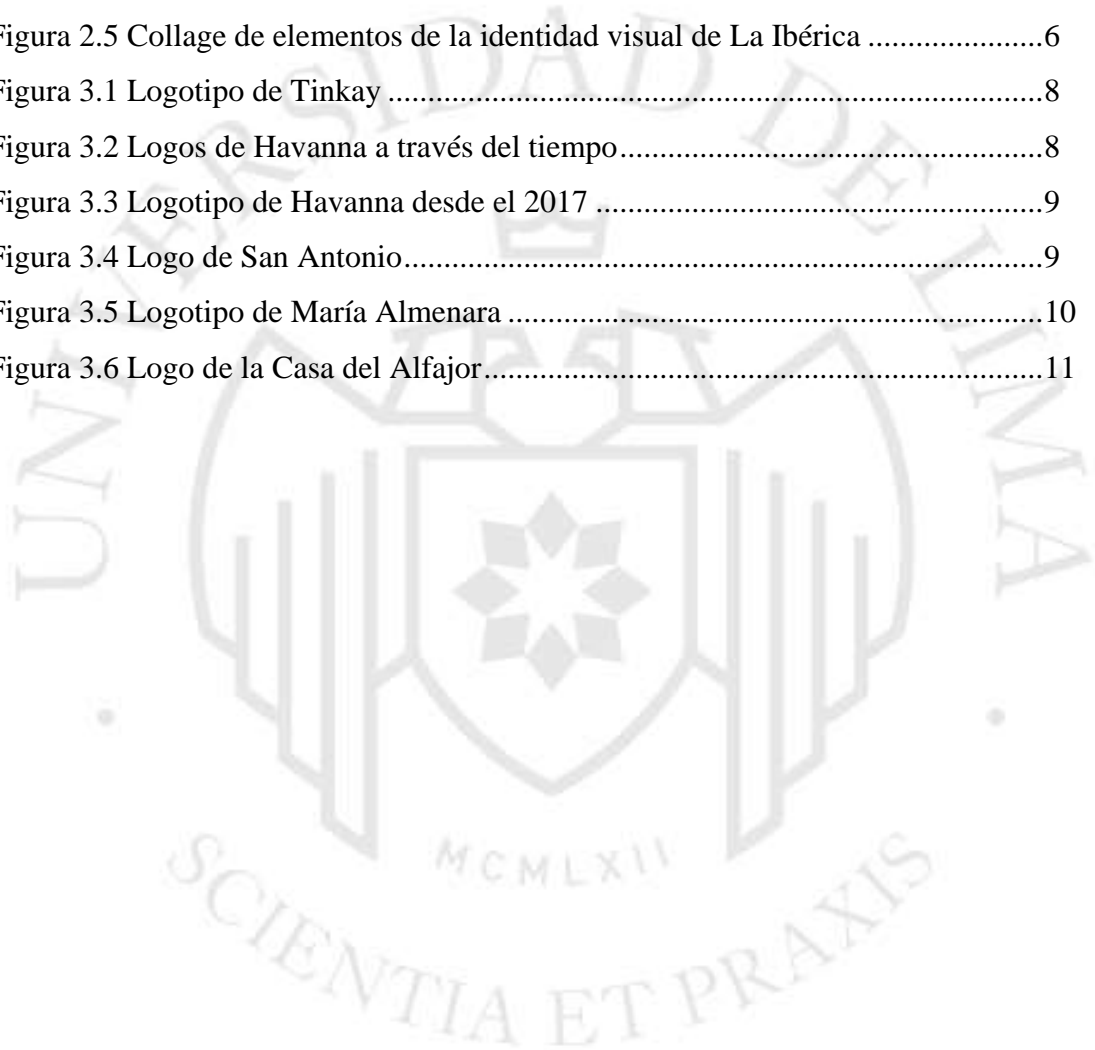 Figura 2.5 Collage de elementos de la identidad visual de La Ibérica .....................6
Figura 3.1 Logotipo de Tinkay ...............................................................................8
Figura 3.2 Logos de Havanna a través del tiempo...................................................8
Figura 3.3 Logotipo de Havanna desde el 2017 ......................................................9
Figura 3.4 Logo de San Antonio.............................................................................9
Figura 3.5 Logotipo de María Almenara ................................................................10
Figura 3.6 Logo de la Casa del Alfajor...................................................................11
UNIVERSIDAD DE LIMA
MCMLXII
SCIENTIA ET PRAXIS